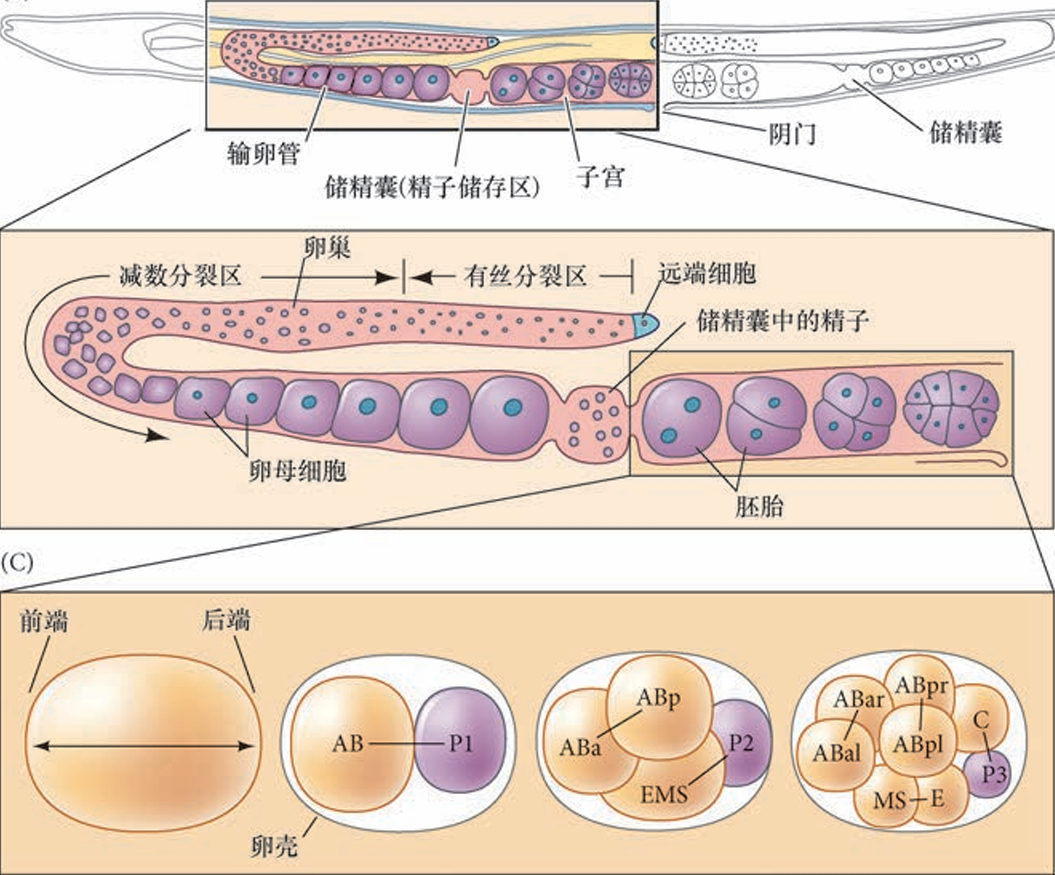 输卵管
储精囊(精子储存区)
子宫
阴门
储精囊
减数分裂区
卵巢
有丝分裂区
远端细胞
储精囊中的精子
卵母细胞
胚胎
(C)
前端
后端
AB
P1
卵壳
ABp
ABa
P2
EMS
ABar
ABpr
C
ABal
ABpl
P3
MS
E